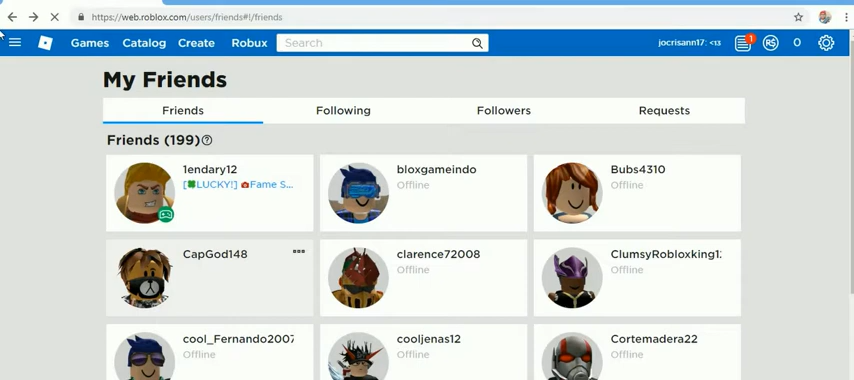 https://web.roblox.com/users/friends#!/friends
Games Catalog Create Robux Search jocrisann17: <13 1 R$ 0
My Friends
Friends Following Followers Requests
Friends (199)
1endary12 bloxgameindo Bubs4310
[🍀LUCKY!] Fame S... Offline Offline
CapGod148 clarence72008 ClumsyRobloxking1
Offline Offline
cool_Fernando2007 cooljenas12 Cortemadera22
Offline Offline Offline